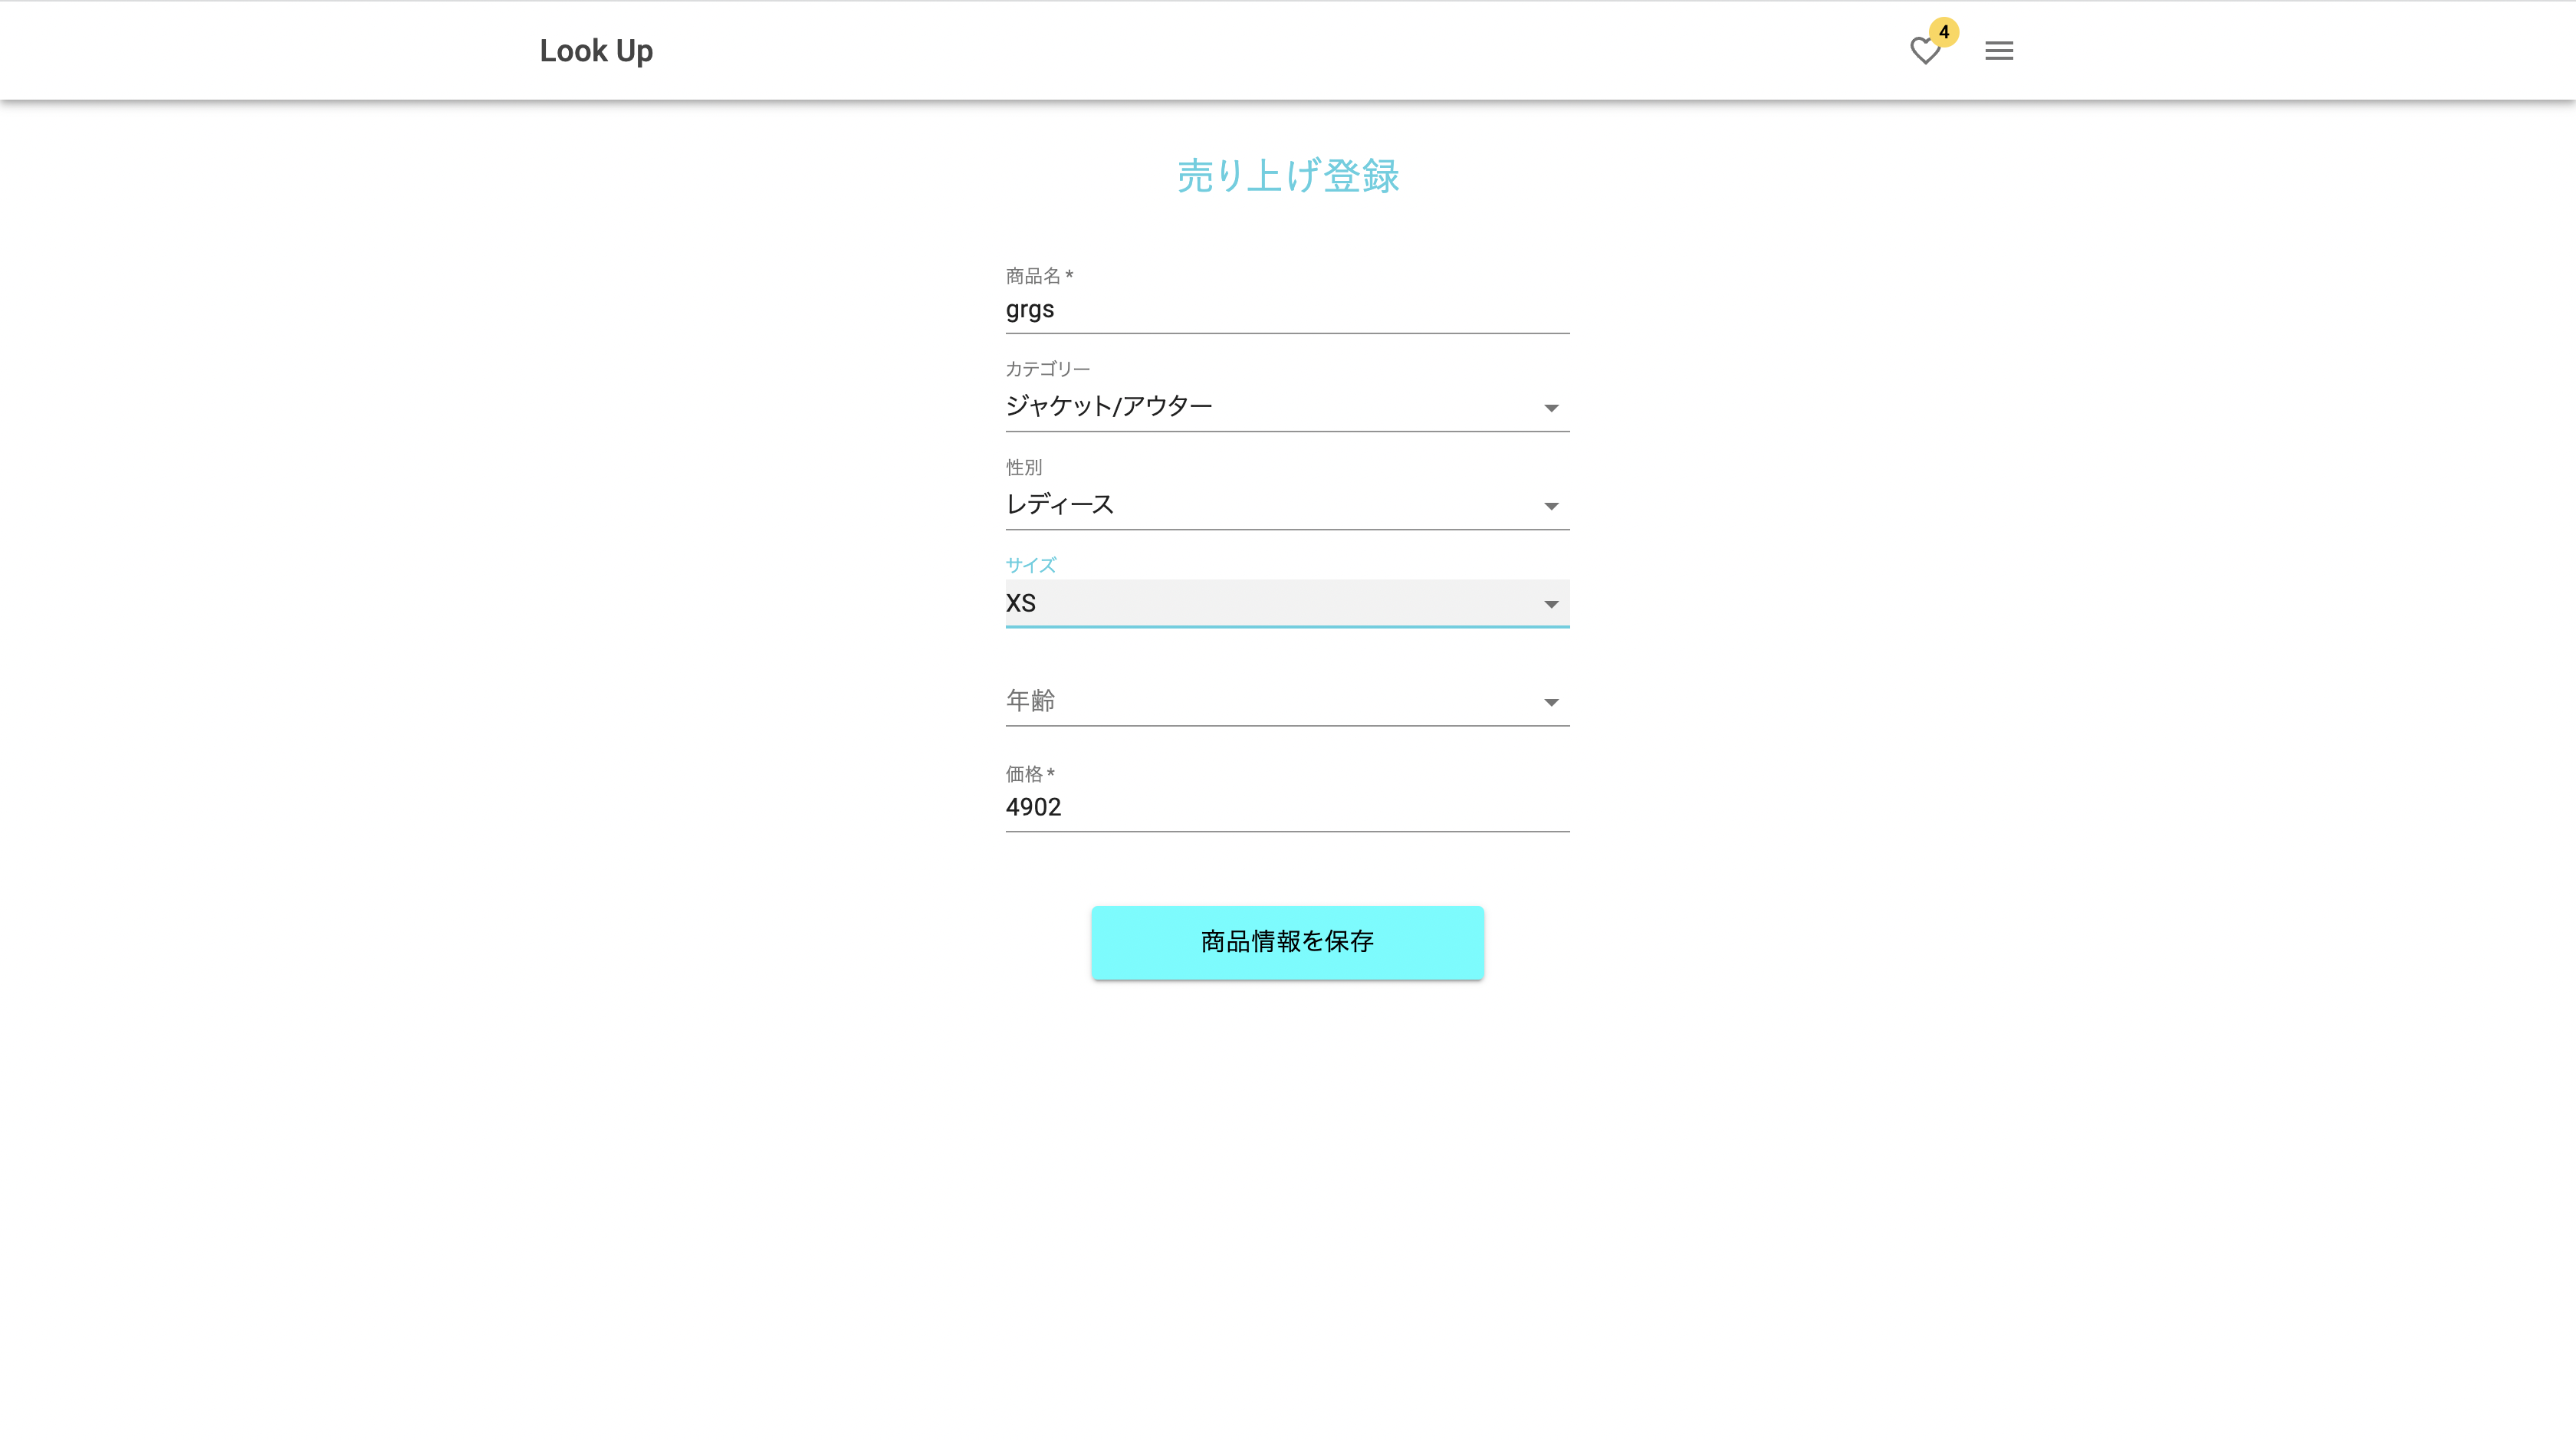 Look Up
4
売り上げ登録
商品名 *
grgs
カテゴリー
ジャケット/アウター
性別
レディース
サイズ
XS
年齢
価格 *
4902
商品情報を保存